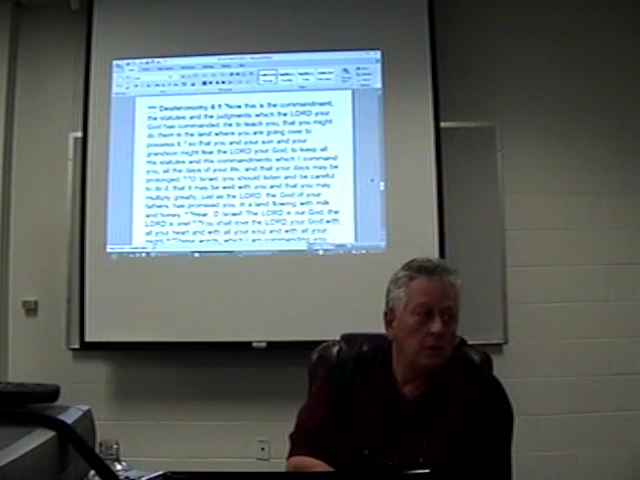 Deuteronomy 6:1 "Now this is the commandment,
the statutes and the judgments which the LORD your
God has commanded me to teach you, that you might
do them in the land where you are going over to
possess it, so that you and your son and your
grandson might fear the LORD your God, to keep all
His statutes and His commandments which I command
you, all the days of your life, and that your days may be
prolonged. "O Israel, you should listen and be careful
to do it, that it may be well with you and that you may
multiply greatly, just as the LORD, the God of your
fathers, has promised you, in a land flowing with milk
and honey. "Hear, O Israel! The LORD is our God, the
LORD is one! "You shall love the LORD your God with
all your heart and with all your soul and with all your
might. "These words, which I am commanding you